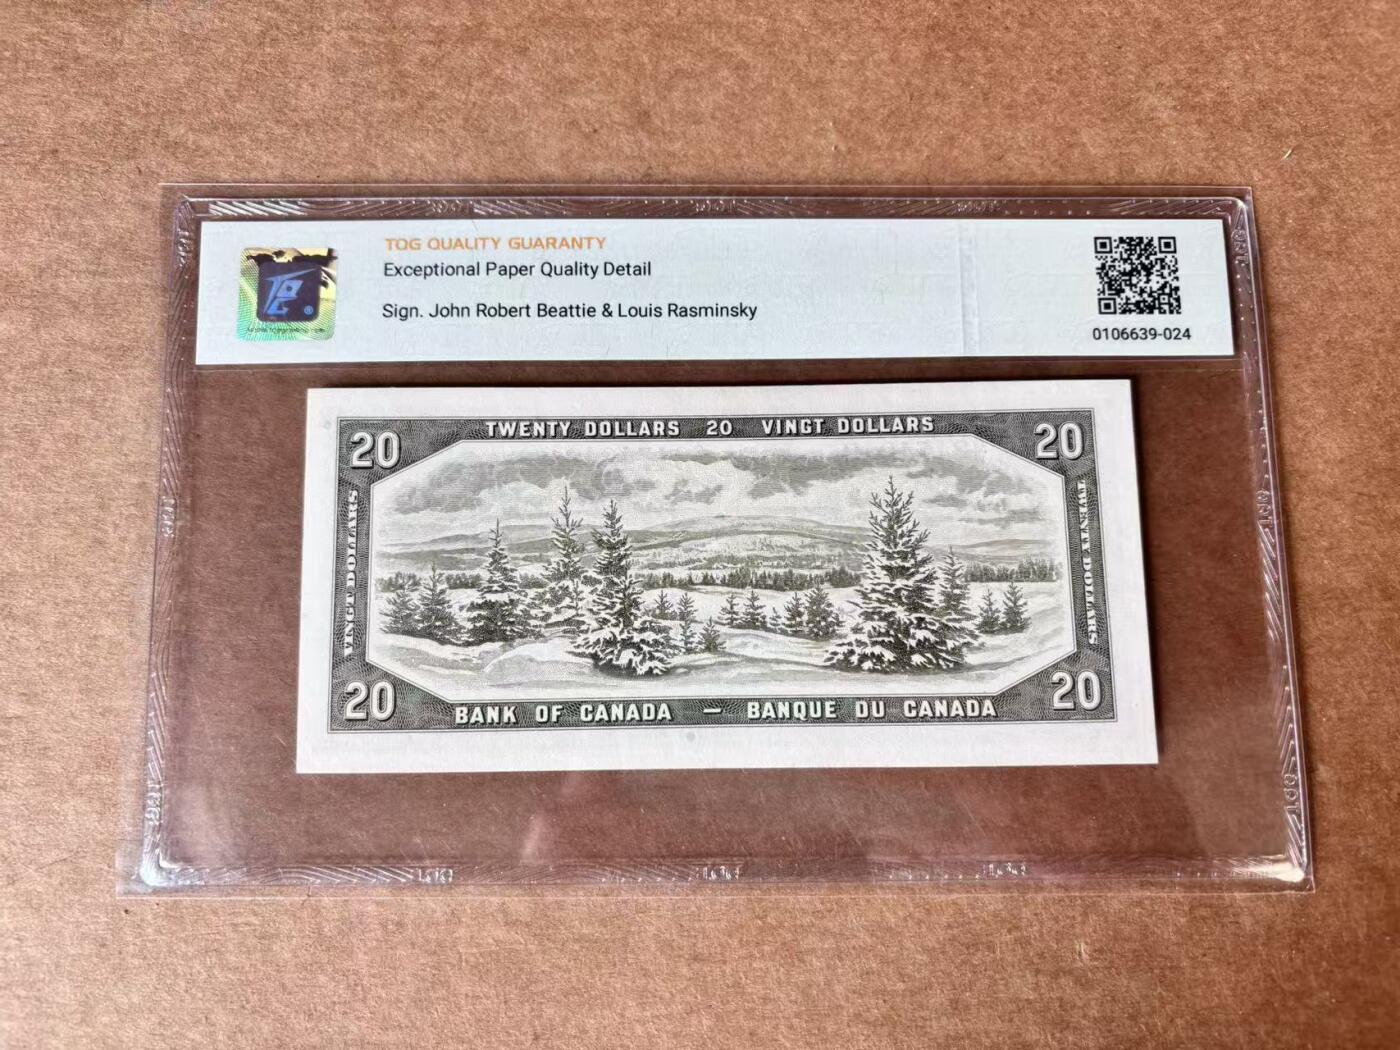 TQG QUALITY GUARANTY
Exceptional Paper Quality Detail
Sign. John Robert Beattie & Louis Rasminsky
0106639-024
TWENTY DOLLARS 20 VINGT DOLLARS
20
20
VINGT DOLLARS
TWENTY DOLLARS
20
20
BANK OF CANADA — BANQUE DU CANADA